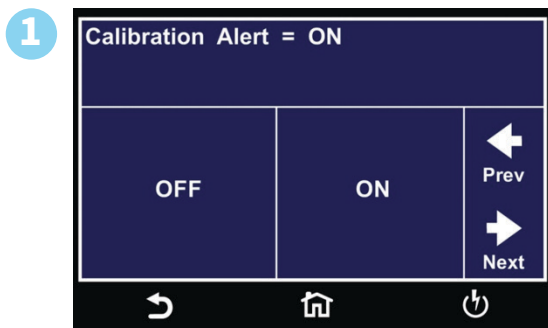 1
Calibration Alert = ON
OFF
ON
Prev
Next